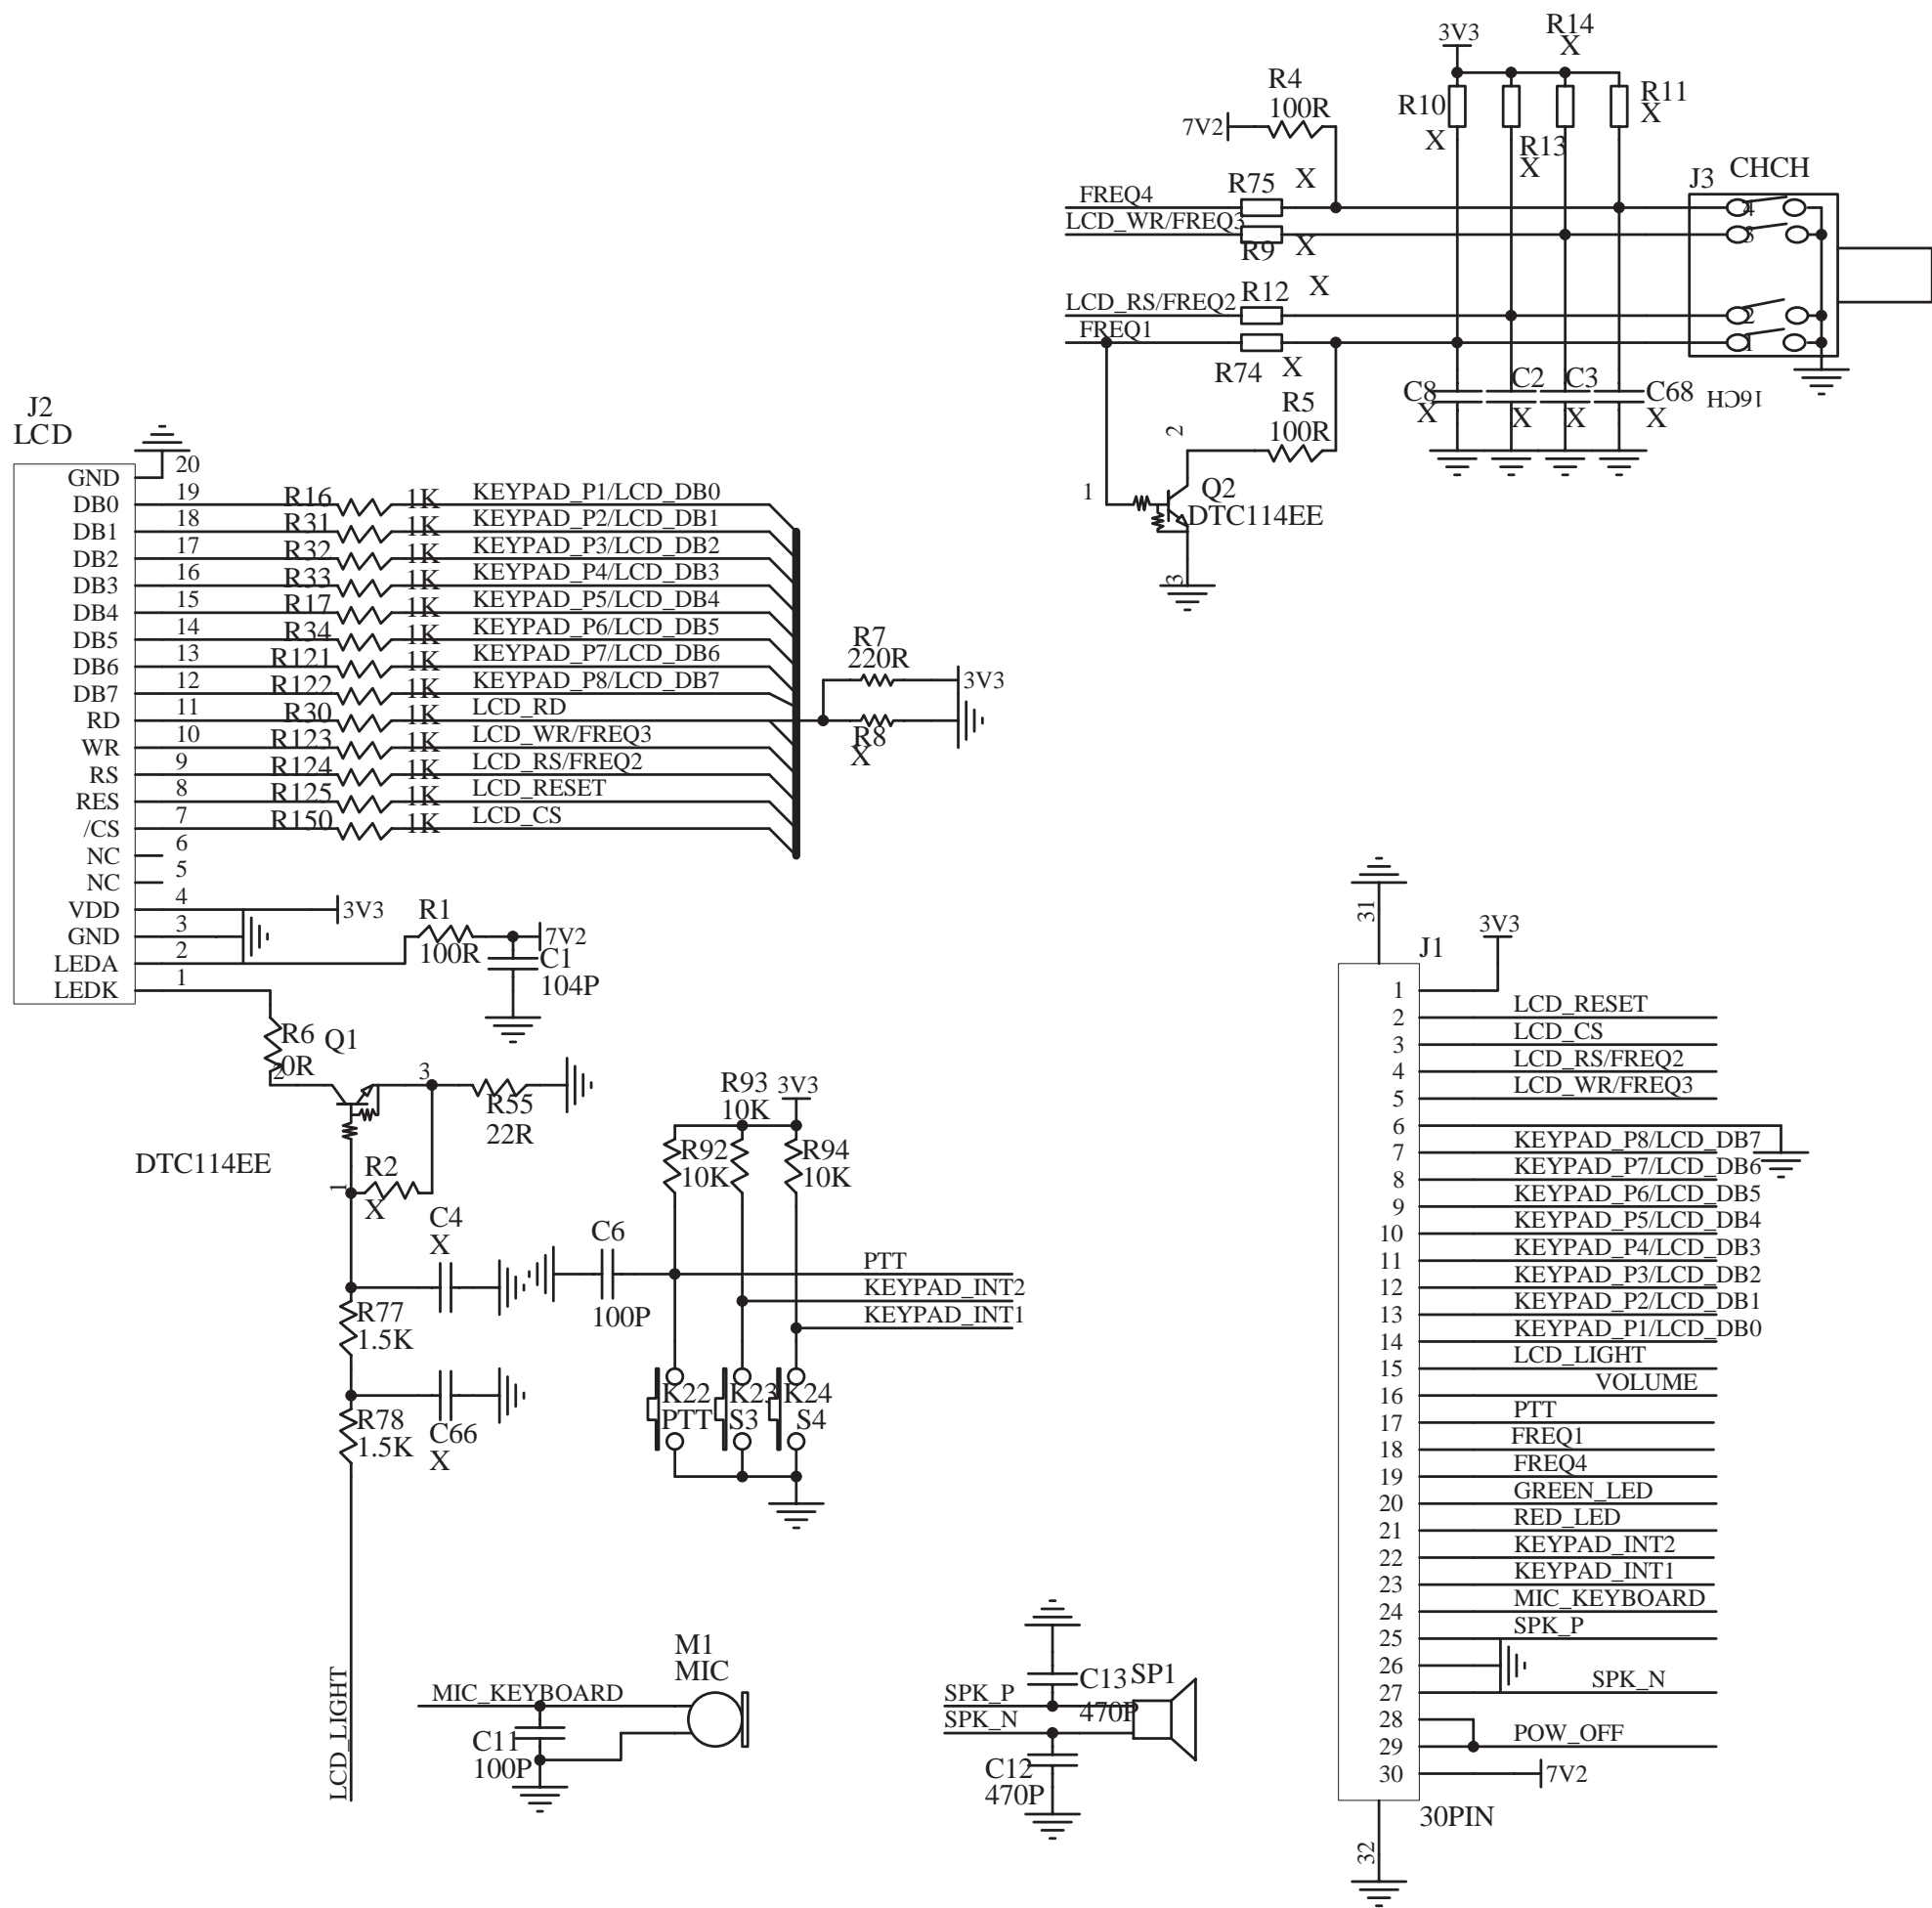 R14
X
3V3
R4
100R
7V2
R10
X
R13
X
R11
X
J3
CHCH
FREQ4
R75
X
LCD_WR/FREQ3
R9
X
LCD_RS/FREQ2
R12
X
FREQ1
R74
X
4
3
2
1
R5
100R
C8
X
C2
X
C3
X
C68
X
16CH
2
1
Q2
DTC114EE
3
J2
LCD
GND
20
DB0
19
R16
1K
KEYPAD_P1/LCD_DB0
DB1
18
R31
1K
KEYPAD_P2/LCD_DB1
DB2
17
R32
1K
KEYPAD_P3/LCD_DB2
DB3
16
R33
1K
KEYPAD_P4/LCD_DB3
DB4
15
R17
1K
KEYPAD_P5/LCD_DB4
DB5
14
R34
1K
KEYPAD_P6/LCD_DB5
DB6
13
R121
1K
KEYPAD_P7/LCD_DB6
DB7
12
R122
1K
KEYPAD_P8/LCD_DB7
RD
11
R30
1K
LCD_RD
WR
10
R123
1K
LCD_WR/FREQ3
RS
9
R124
1K
LCD_RS/FREQ2
RES
8
R125
1K
LCD_RESET
/CS
7
R150
1K
LCD_CS
NC
6
NC
5
VDD
4
3V3
GND
3
LEDA
2
LEDK
1
R7
220R
3V3
R8
X
R1
100R
7V2
C1
104P
R6
0R
Q1
2
3
R55
22R
DTC114EE
1
R2
X
C4
X
R77
1.5K
R78
1.5K
C66
X
LCD_LIGHT
R93
10K
3V3
R92
10K
R94
10K
C6
100P
PTT
KEYPAD_INT2
KEYPAD_INT1
K22
PTT
K23
S3
K24
S4
M1
MIC
MIC_KEYBOARD
C11
100P
SPK_P
SPK_N
C13
470P
SP1
C12
470P
31
J1
3V3
1
2
LCD_RESET
3
LCD_CS
4
LCD_RS/FREQ2
5
LCD_WR/FREQ3
6
7
KEYPAD_P8/LCD_DB7
8
KEYPAD_P7/LCD_DB6
9
KEYPAD_P6/LCD_DB5
10
KEYPAD_P5/LCD_DB4
11
KEYPAD_P4/LCD_DB3
12
KEYPAD_P3/LCD_DB2
13
KEYPAD_P2/LCD_DB1
14
KEYPAD_P1/LCD_DB0
15
LCD_LIGHT
16
VOLUME
17
PTT
18
FREQ1
19
FREQ4
20
GREEN_LED
21
RED_LED
22
KEYPAD_INT2
23
KEYPAD_INT1
24
MIC_KEYBOARD
25
SPK_P
26
27
SPK_N
28
29
POW_OFF
30
7V2
30PIN
32